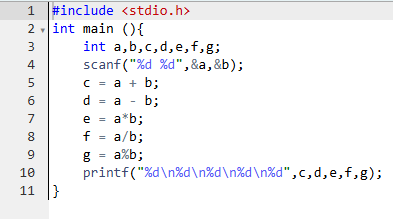 1 #include <stdio.h>
2 int main (){
3 int a,b,c,d,e,f,g;
4 scanf("%d %d",&a,&b);
5 c = a + b;
6 d = a - b;
7 e = a*b;
8 f = a/b;
9 g = a%b;
10 printf("%d\n%d\n%d\n%d\n%d",c,d,e,f,g);
11 }